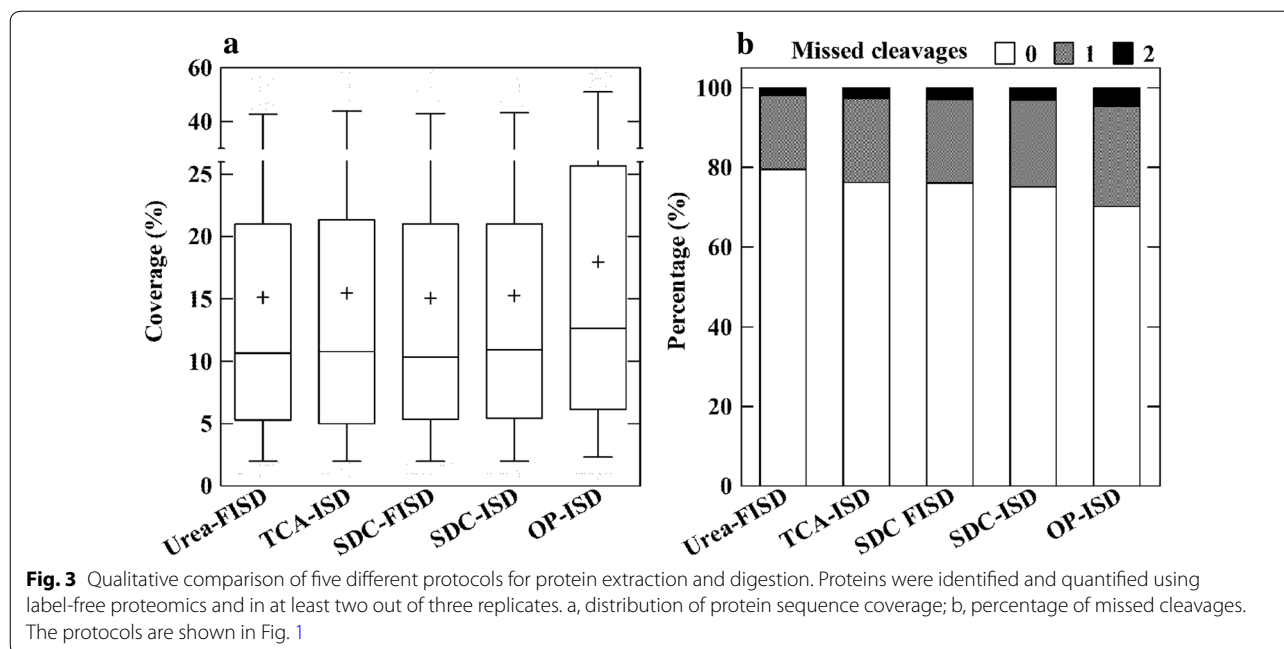 a
60
40
25
20
15
10
5
0
Coverage (%)
Urea-FISD
TCA-ISD
SDC-FISD
SDC-ISD
OP-ISD
b
Missed cleavages 0 1 2
100
80
60
40
20
0
Percentage (%)
Urea-FISD
TCA-ISD
SDC FISD
SDC-ISD
OP-ISD
Fig. 3 Qualitative comparison of five different protocols for protein extraction and digestion. Proteins were identified and quantified using
label-free proteomics and in at least two out of three replicates. a, distribution of protein sequence coverage; b, percentage of missed cleavages.
The protocols are shown in Fig. 1